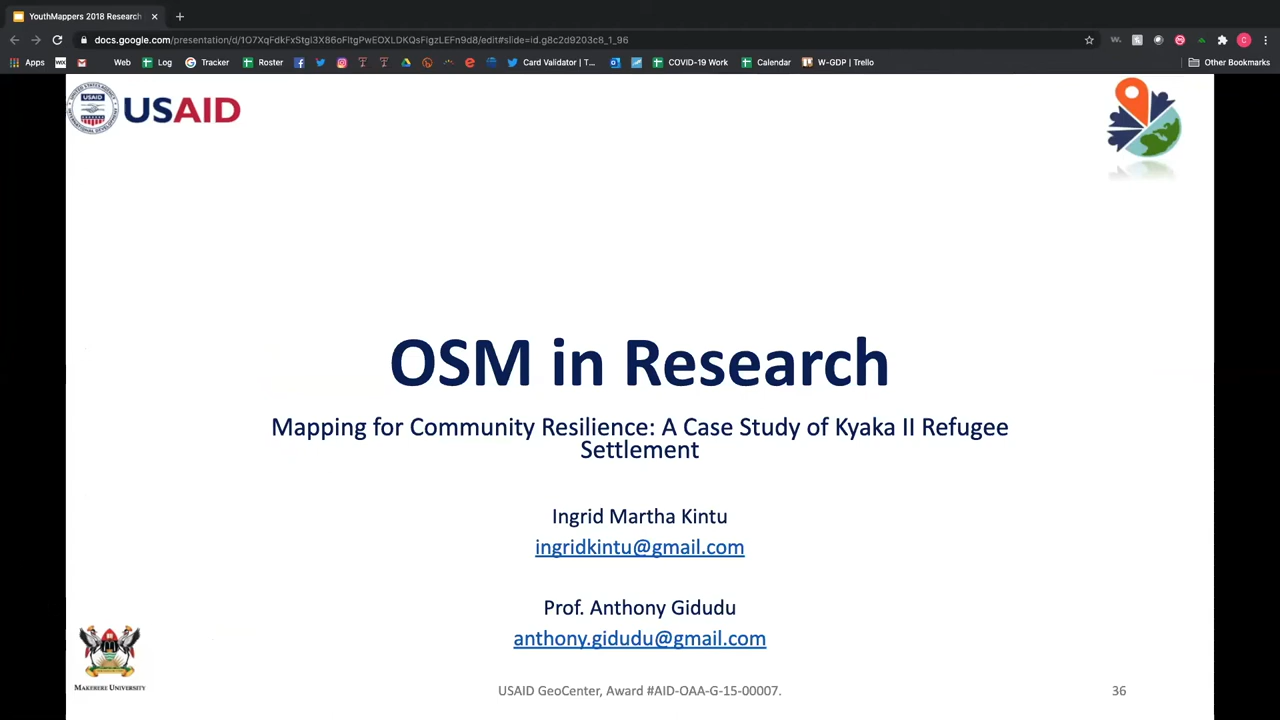 YouthMappers 2018 Research
docs.google.com/presentation/d/1O7XqFdkFxStgl3X86oFltgPwEOXLDKQsFigzLEFn9d8/edit#slide=id.g8c2d9203c8_1_96
Apps
WIX
Web
Log
Tracker
Roster
Card Validator | T...
COVID-19 Work
Calendar
W-GDP | Trello
Other Bookmarks
USAID
OSM in Research
Mapping for Community Resilience: A Case Study of Kyaka II Refugee
Settlement
Ingrid Martha Kintu
ingridkintu@gmail.com
Prof. Anthony Gidudu
anthony.gidudu@gmail.com
MAKERERE UNIVERSITY
USAID GeoCenter, Award #AID-OAA-G-15-00007.
36